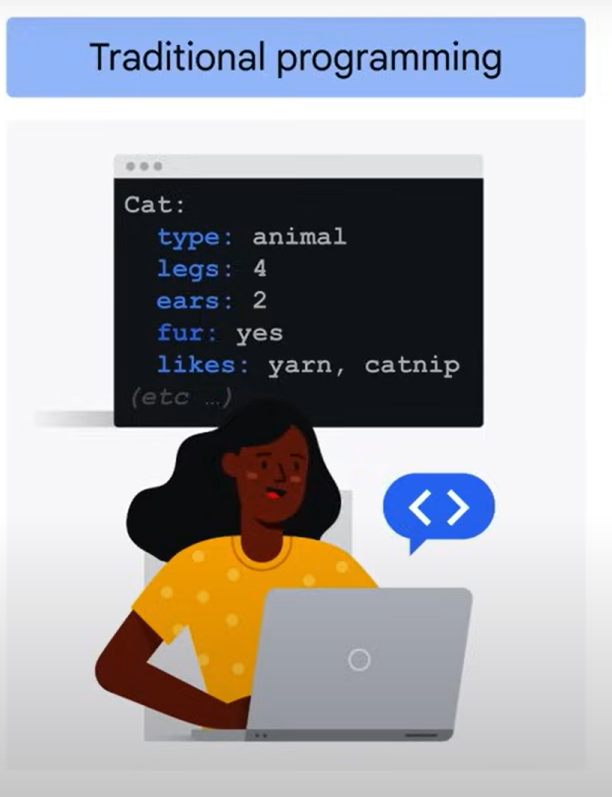 Traditional programming
Cat:
type: animal
legs: 4
ears: 2
fur: yes
likes: yarn, catnip
(etc …)
< >